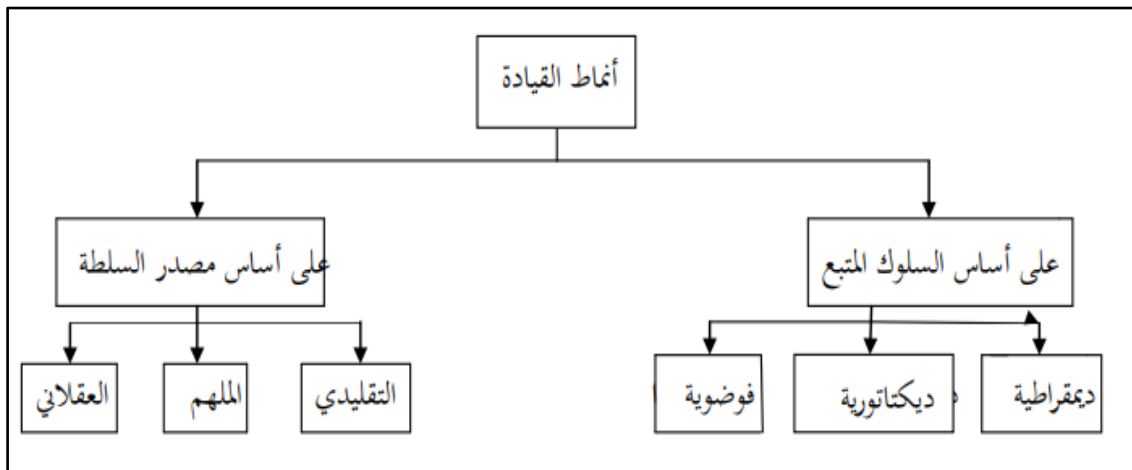 أنماط القيادة
على أساس السلوك المتبع
على أساس مصدر السلطة
ديمقراطية
ديكتاتورية
فوضوية
التقليدي
الملهم
العقلاني